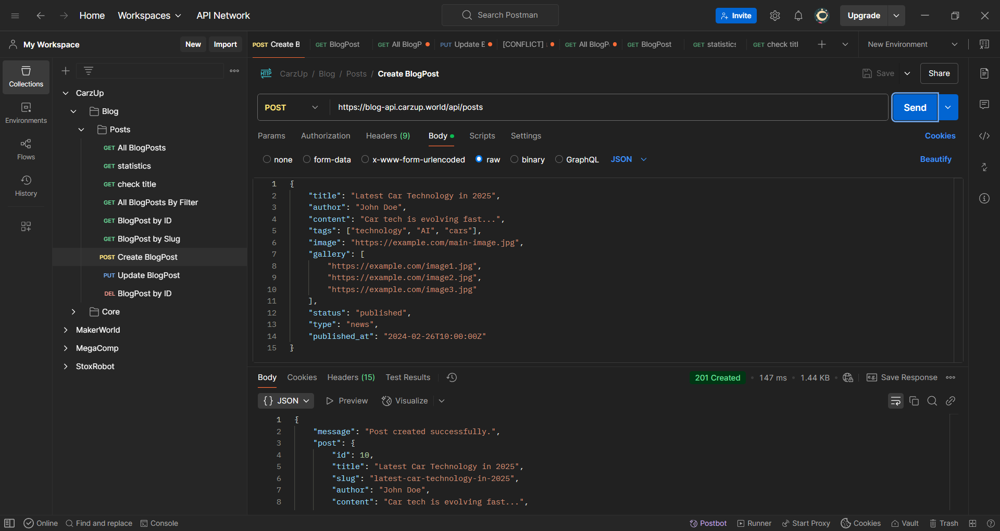 Home Workspaces API Network Search Postman Invite Upgrade
My Workspace New Import
POST Create B GET BlogPost GET All BlogP PUT Update E [CONFLICT] GET All BlogP GET BlogPost GET statistics GET check titl New Environment
Collections
Environments
Flows
History
CarzUp
Blog
Posts
GET All BlogPosts
GET statistics
GET check title
GET All BlogPosts By Filter
GET BlogPost by ID
GET BlogPost by Slug
POST Create BlogPost
PUT Update BlogPost
DEL BlogPost by ID
Core
MakerWorld
MegaComp
StoxRobot
HTTP CarzUp / Blog / Posts / Create BlogPost Save Share
POST https://blog-api.carzup.world/api/posts Send
Params Authorization Headers (9) Body Scripts Settings Cookies
none form-data x-www-form-urlencoded raw binary GraphQL JSON Beautify
1 {
2 "title": "Latest Car Technology in 2025",
3 "author": "John Doe",
4 "content": "Car tech is evolving fast...",
5 "tags": ["technology", "AI", "cars"],
6 "image": "https://example.com/main-image.jpg",
7 "gallery": [
8 "https://example.com/image1.jpg",
9 "https://example.com/image2.jpg",
10 "https://example.com/image3.jpg"
11 ],
12 "status": "published",
13 "type": "news",
14 "published_at": "2024-02-26T10:00:00Z"
15 }
Body Cookies Headers (15) Test Results 201 Created 147 ms 1.44 KB e.g. Save Response
{} JSON Preview Visualize
1 {
2 "message": "Post created successfully.",
3 "post": {
4 "id": 10,
5 "title": "Latest Car Technology in 2025",
6 "slug": "latest-car-technology-in-2025",
7 "author": "John Doe",
8 "content": "Car tech is evolving fast...",
Online Find and replace Console Postbot Runner Start Proxy Cookies Vault Trash